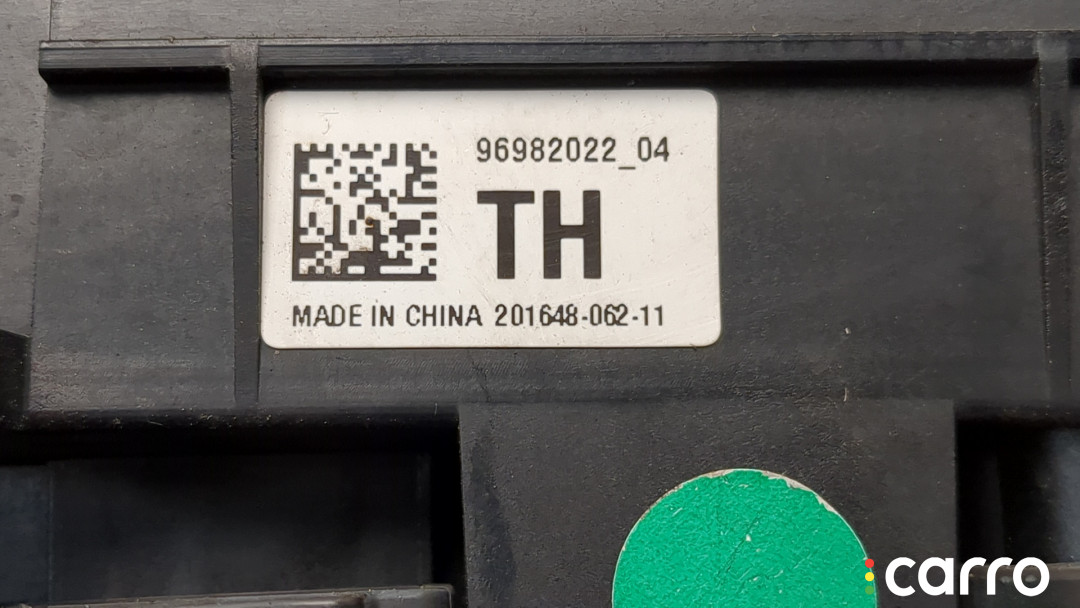 96982022_04
TH
MADE IN CHINA 201648-062-11
carro